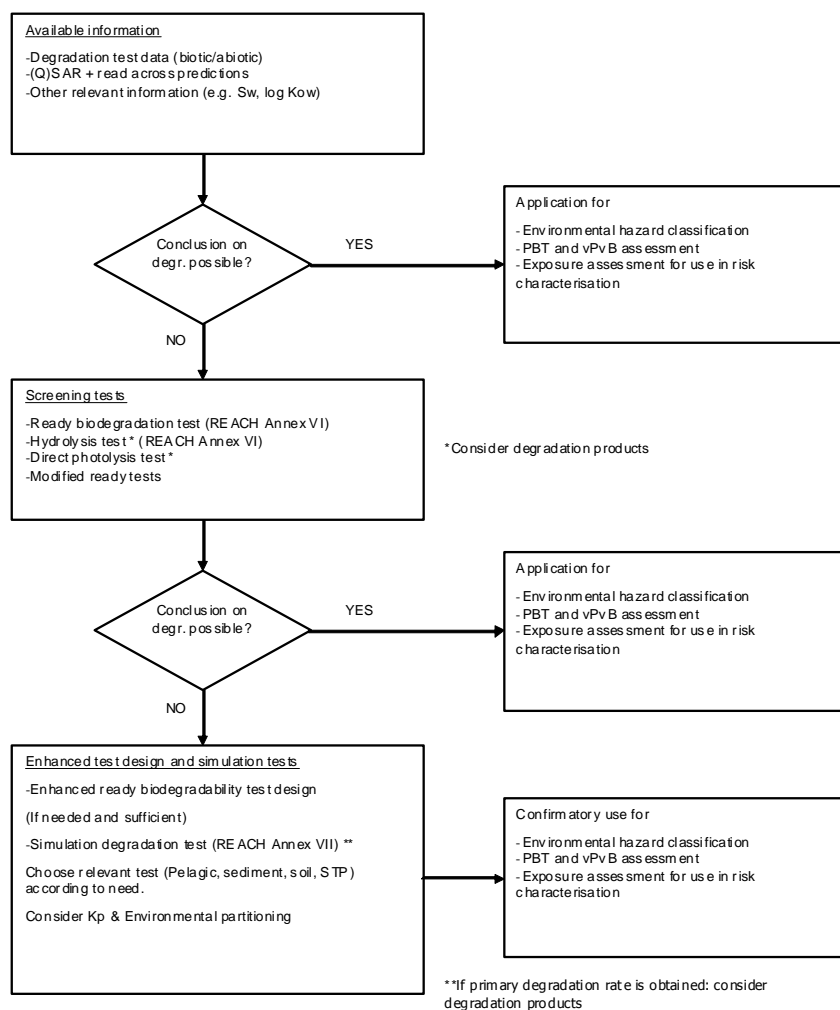 Available information
-Degradation test data (biotic/abiotic)
-(Q)SAR + read across predictions
-Other relevant information (e.g. Sw, log Kow)
Conclusion on
degr. possible?
YES
Application for
- Environmental hazard classification
- PBT and vPvB assessment
- Exposure assessment for use in risk
characterisation
NO
Screening tests
-Ready biodegradation test (REACH Annex VI)
-Hydrolysis test* (REACH Annex VI)
-Direct photolysis test*
-Modified ready tests
*Consider degradation products
Conclusion on
degr. possible?
YES
Application for
- Environmental hazard classification
- PBT and vPvB assessment
- Exposure assessment for use in risk
characterisation
NO
Enhanced test design and simulation tests
-Enhanced ready biodegradability test design
(If needed and sufficient)
-Simulation degradation test (REACH Annex VII) **
Choose relevant test (Pelagic, sediment, soil, STP)
according to need.
Consider Kp & Environmental partitioning
Confirmatory use for
- Environmental hazard classification
- PBT and vPvB assessment
- Exposure assessment for use in risk
characterisation
**If primary degradation rate is obtained: consider
degradation products